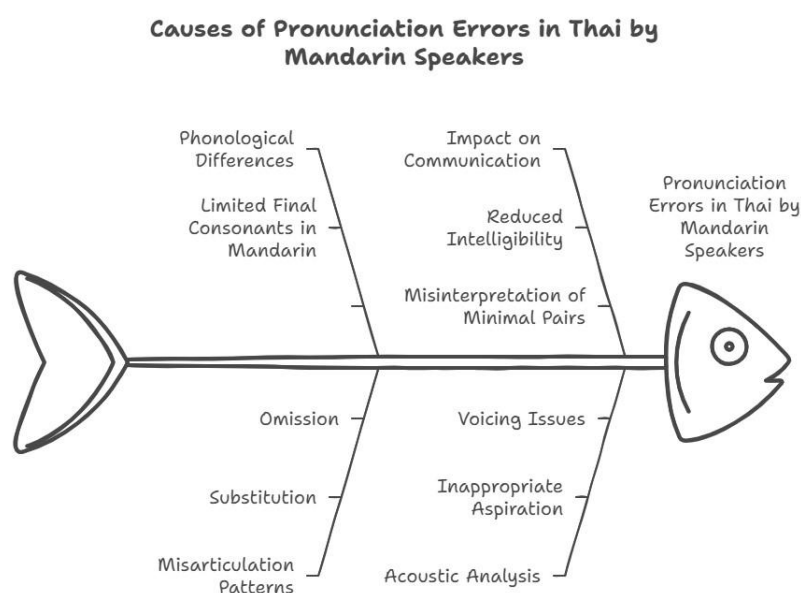 Causes of Pronunciation Errors in Thai by
Mandarin Speakers
Phonological
Differences
Limited Final
Consonants in
Mandarin
Impact on
Communication
Reduced
Intelligibility
Misinterpretation of
Minimal Pairs
Pronunciation
Errors in Thai by
Mandarin
Speakers
Omission
Substitution
Misarticulation
Patterns
Voicing Issues
Inappropriate
Aspiration
Acoustic Analysis